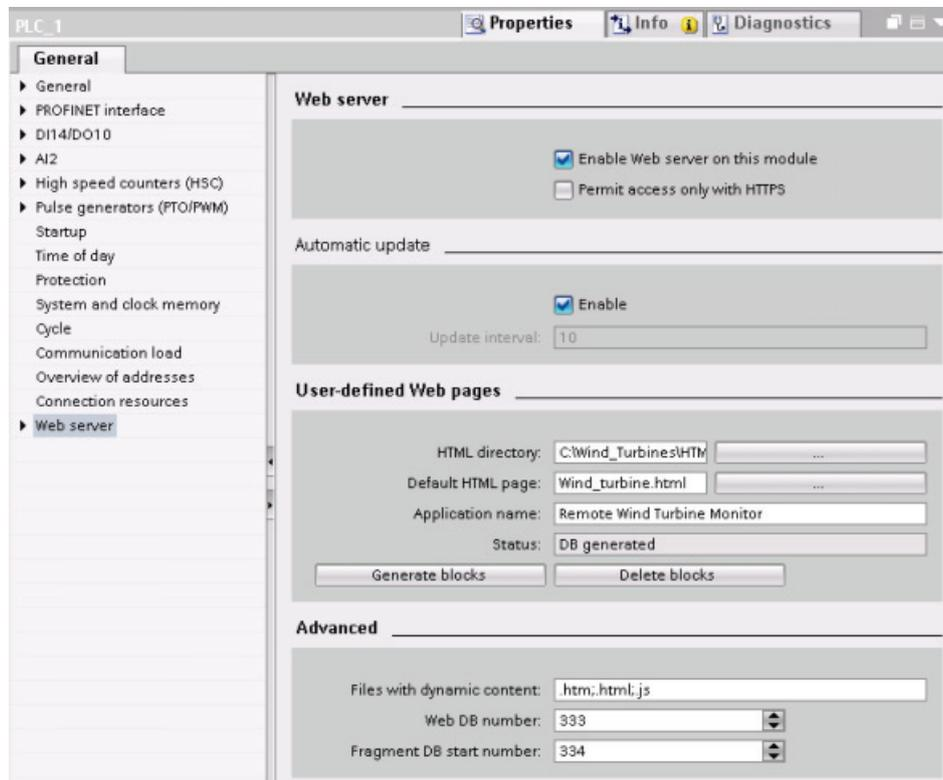 PLC_1
Properties
Info
Diagnostics
General
General
PROFINET interface
DI14/DO10
AI2
High speed counters (HSC)
Pulse generators (PTO/PWM)
Startup
Time of day
Protection
System and clock memory
Cycle
Communication load
Overview of addresses
Connection resources
Web server
Web server
Enable Web server on this module
Permit access only with HTTPS
Automatic update
Enable
Update interval: 10
User-defined Web pages
HTML directory: C:\Wind_Turbines\HTM ...
Default HTML page: Wind_turbine.html ...
Application name: Remote Wind Turbine Monitor
Status: DB generated
Generate blocks Delete blocks
Advanced
Files with dynamic content: .htm;.html;.js
Web DB number: 333
Fragment DB start number: 334